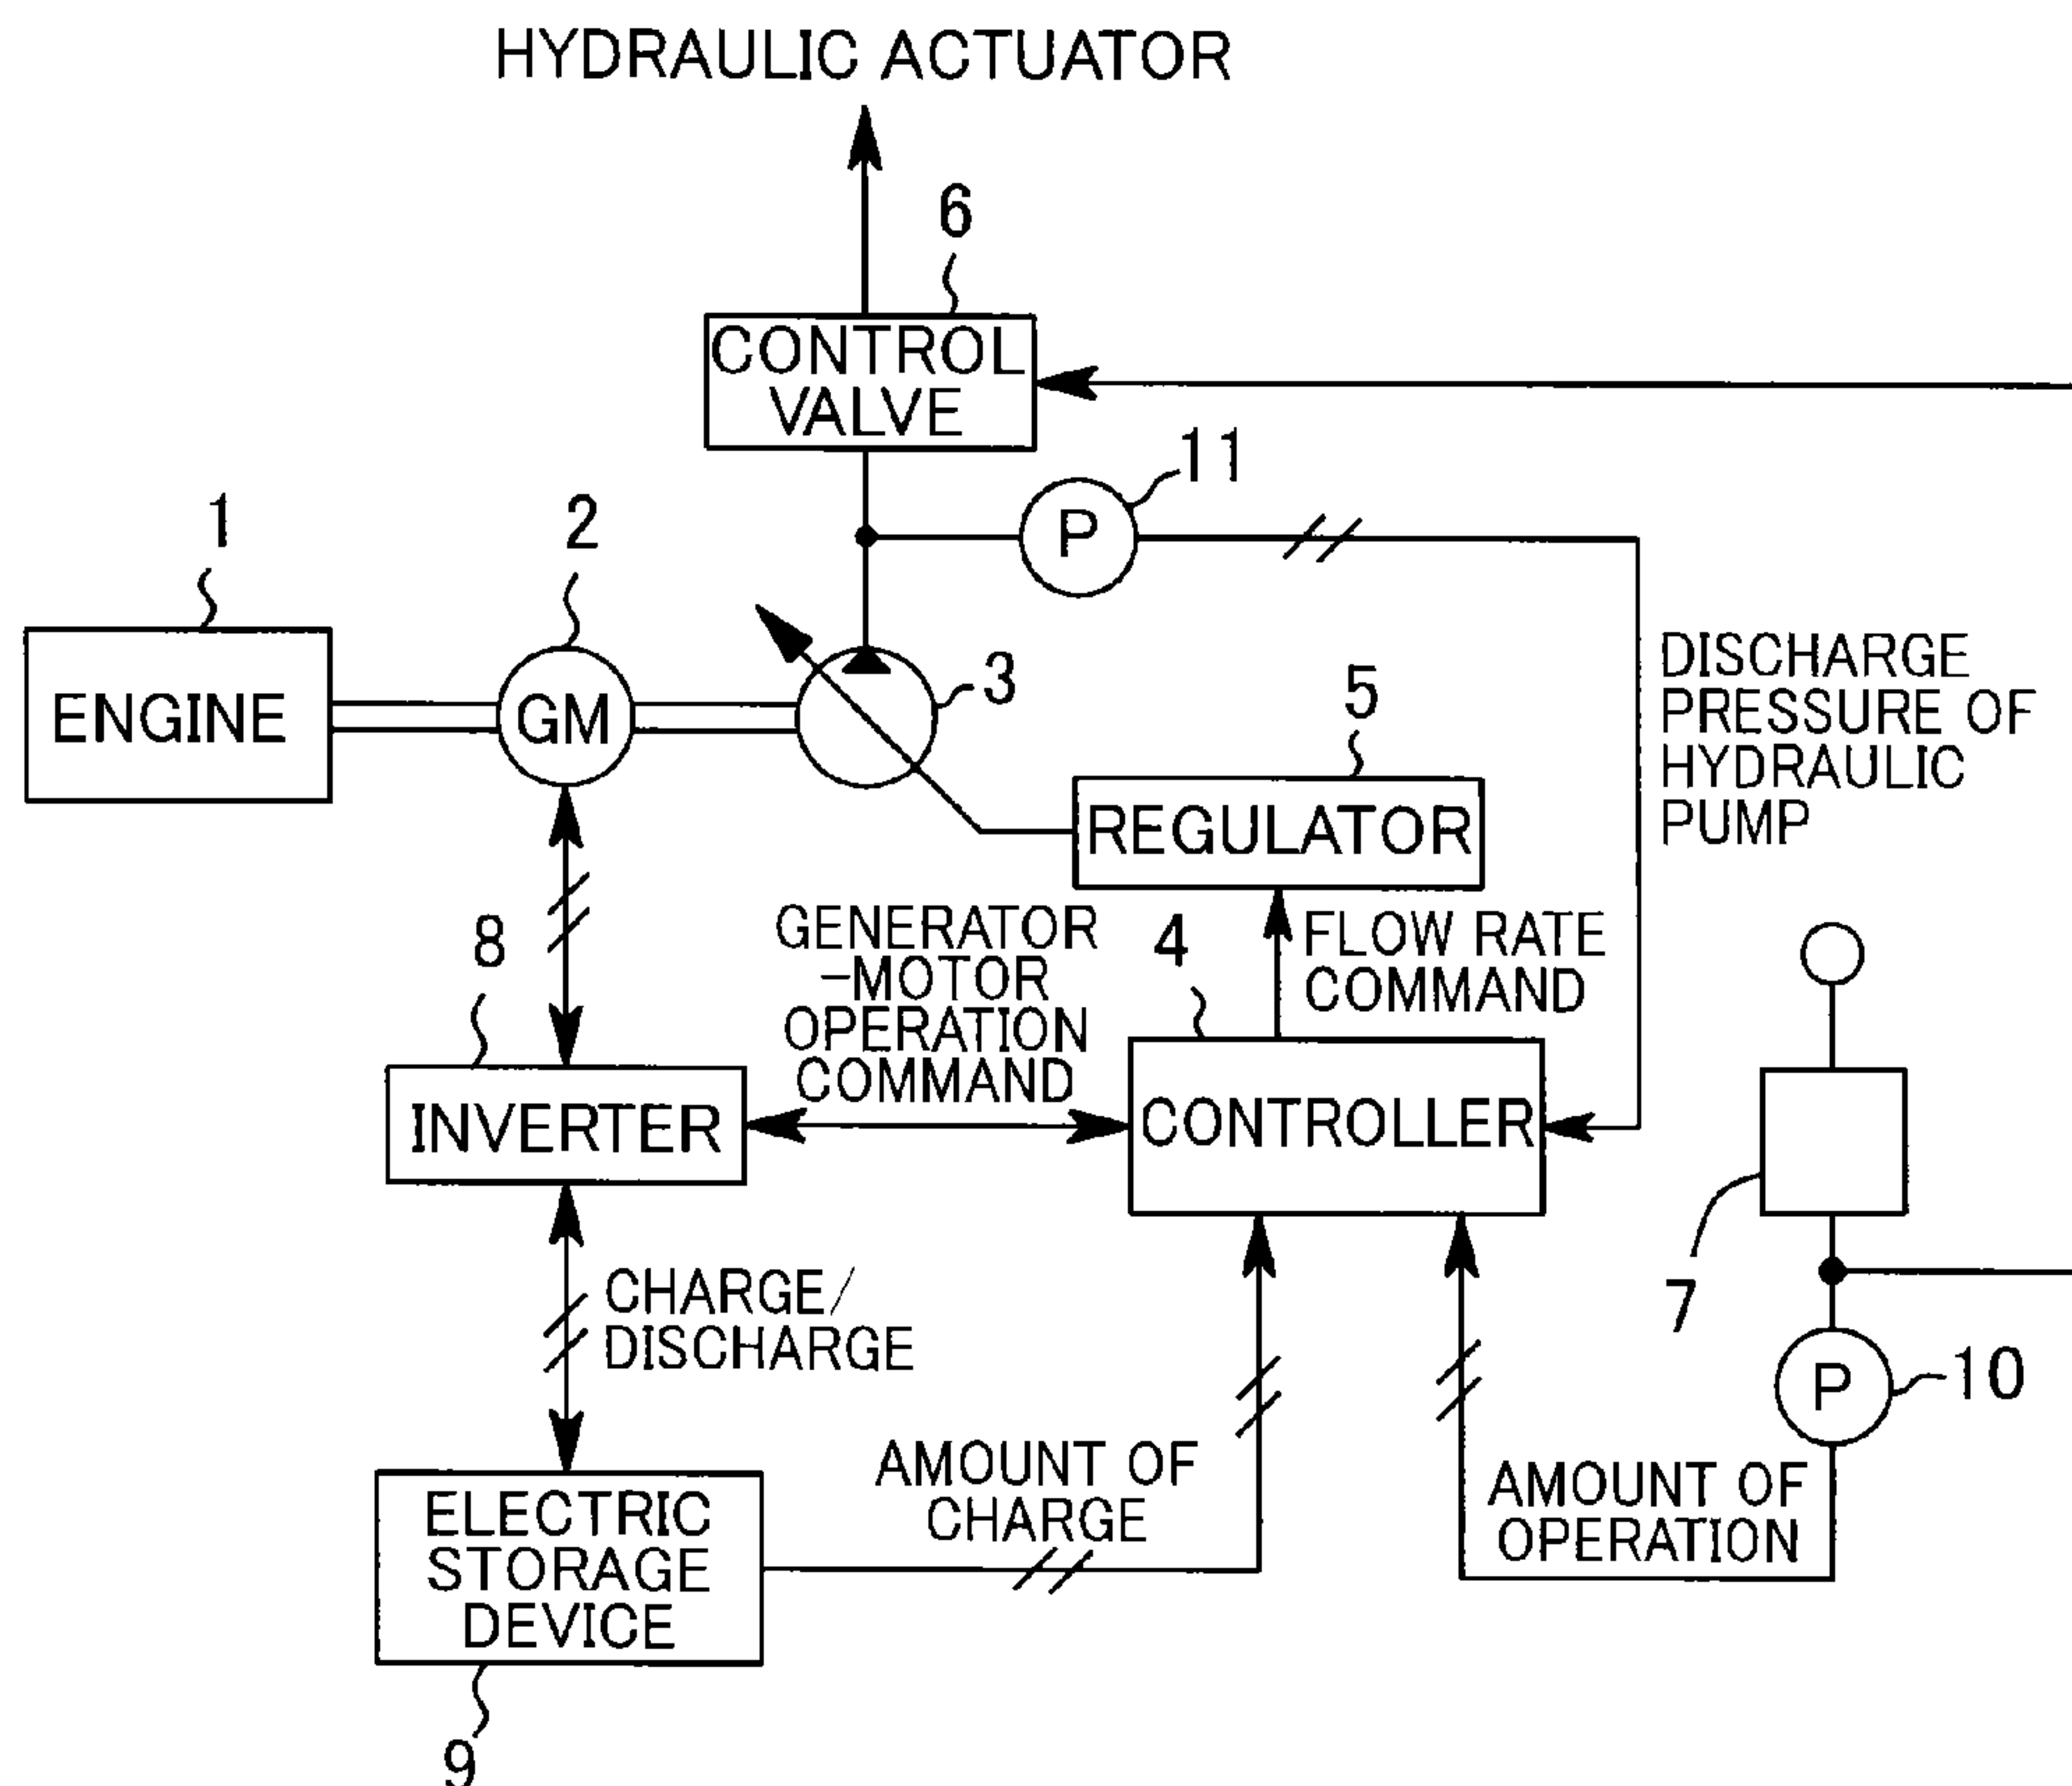 HYDRAULIC ACTUATOR
6
CONTROL
VALVE
11
P
1
2
ENGINE
GM
3
5
REGULATOR
DISCHARGE
PRESSURE OF
HYDRAULIC
PUMP
8
GENERATOR
-MOTOR
OPERATION
COMMAND
4
FLOW RATE
COMMAND
INVERTER
CONTROLLER
7
CHARGE/
DISCHARGE
P
10
AMOUNT OF
CHARGE
AMOUNT OF
OPERATION
ELECTRIC
STORAGE
DEVICE
9